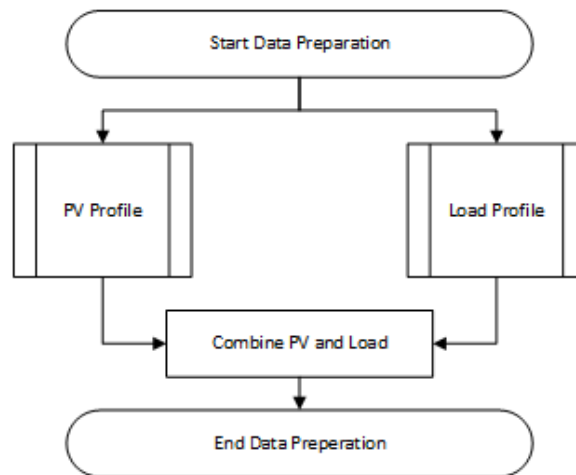 Start Data Preparation
PV Profile
Load Profile
Combine PV and Load
End Data Preperation